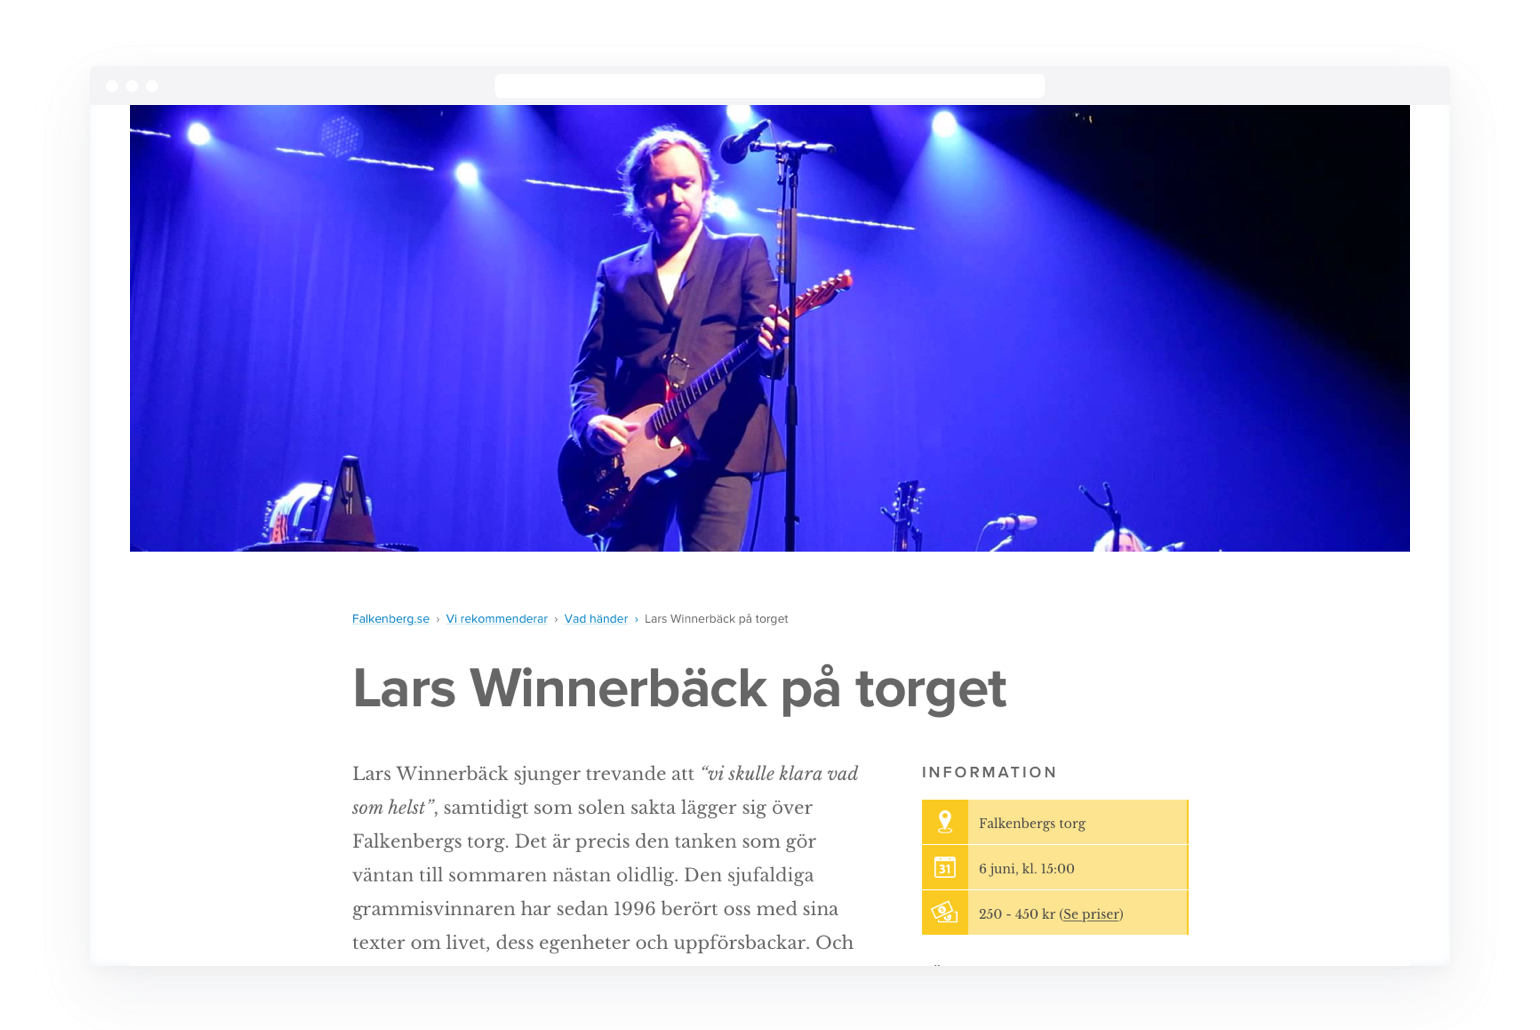 Falkenberg.se › Vi rekommenderar › Vad händer › Lars Winnerbäck på torget
Lars Winnerbäck på torget
Lars Winnerbäck sjunger trevande att “vi skulle klara vad
som helst”, samtidigt som solen sakta lägger sig över
Falkenbergs torg. Det är precis den tanken som gör
väntan till sommaren nästan olidlig. Den sjufaldiga
grammisvinnaren har sedan 1996 berört oss med sina
texter om livet, dess egenheter och uppförsbackar. Och
INFORMATION
Falkenbergs torg
31
6 juni, kl. 15:00
250 - 450 kr (Se priser)